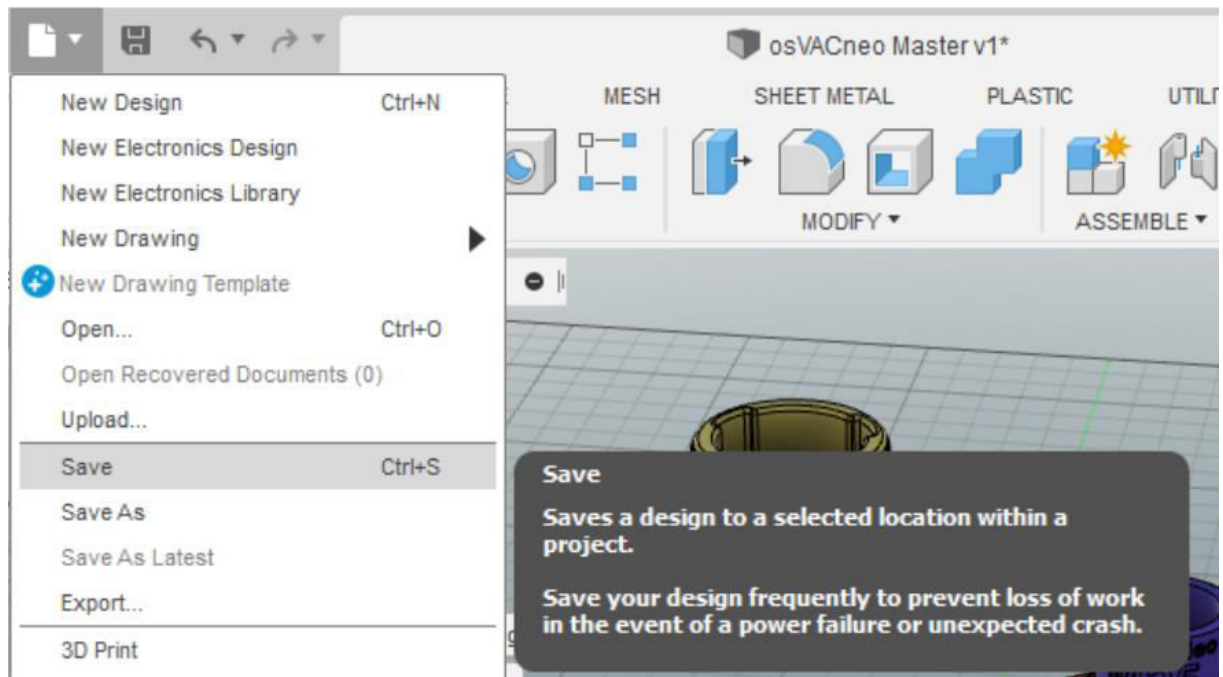 osVACneo Master v1*
MESH
SHEET METAL
PLASTIC
MODIFY
ASSEMBLE
New Design Ctrl+N
New Electronics Design
New Electronics Library
New Drawing
New Drawing Template
Open... Ctrl+O
Open Recovered Documents (0)
Upload...
Save Ctrl+S
Save As
Save As Latest
Export...
3D Print
Save
Saves a design to a selected location within a
project.
Save your design frequently to prevent loss of work
in the event of a power failure or unexpected crash.